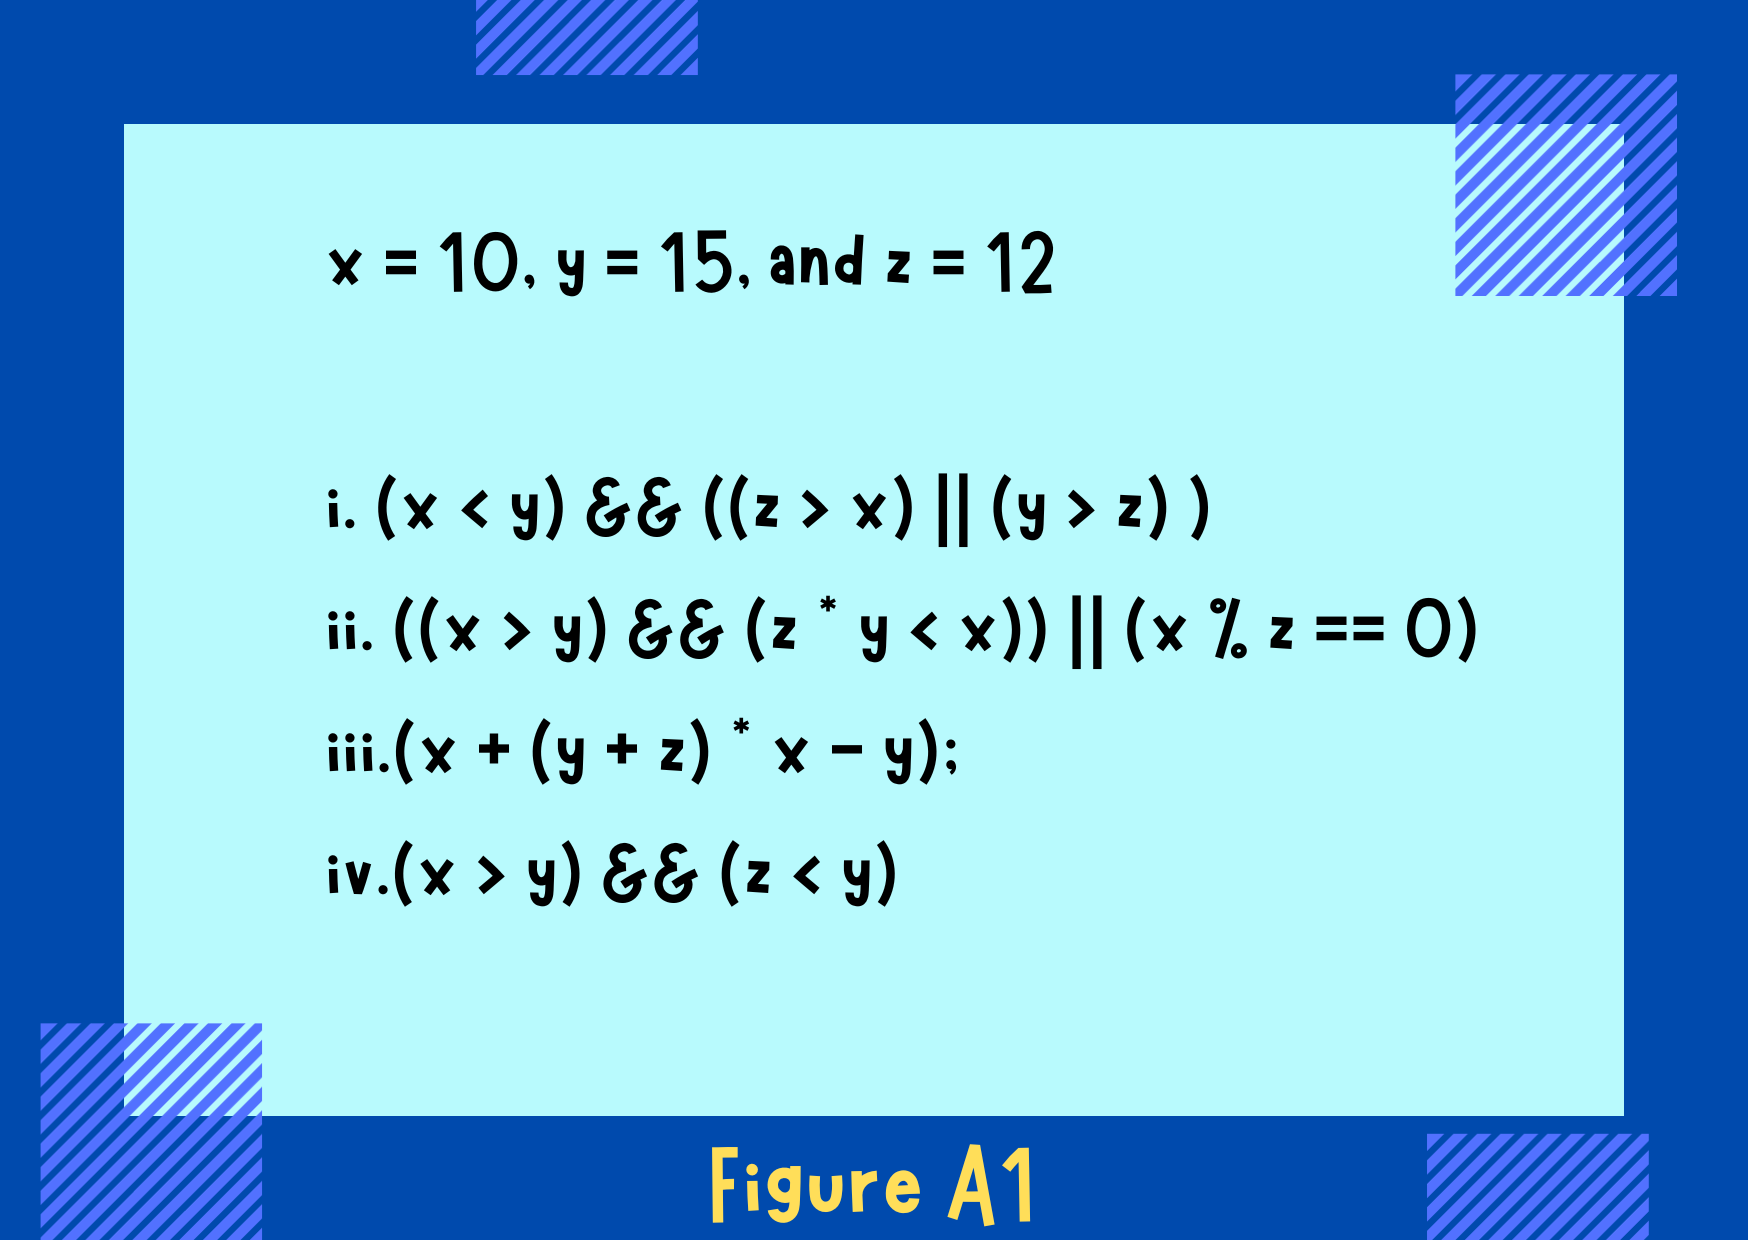 x = 10, y = 15, and z = 12
i. (x < y) && ((z > x) || (y > z) )
ii. ((x > y) && (z * y < x)) || (x % z == 0)
iii.(x + (y + z) * x - y);
iv.(x > y) && (z < y)
Figure A1